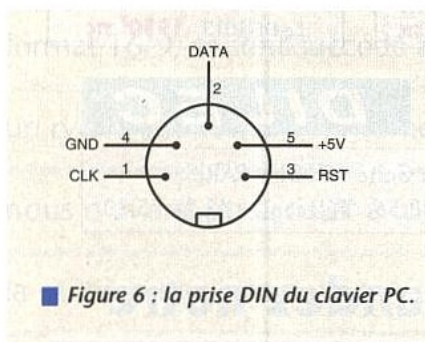 DATA
2
GND 4 5 +5V
CLK 1 3 RST
Figure 6 : la prise DIN du clavier PC.